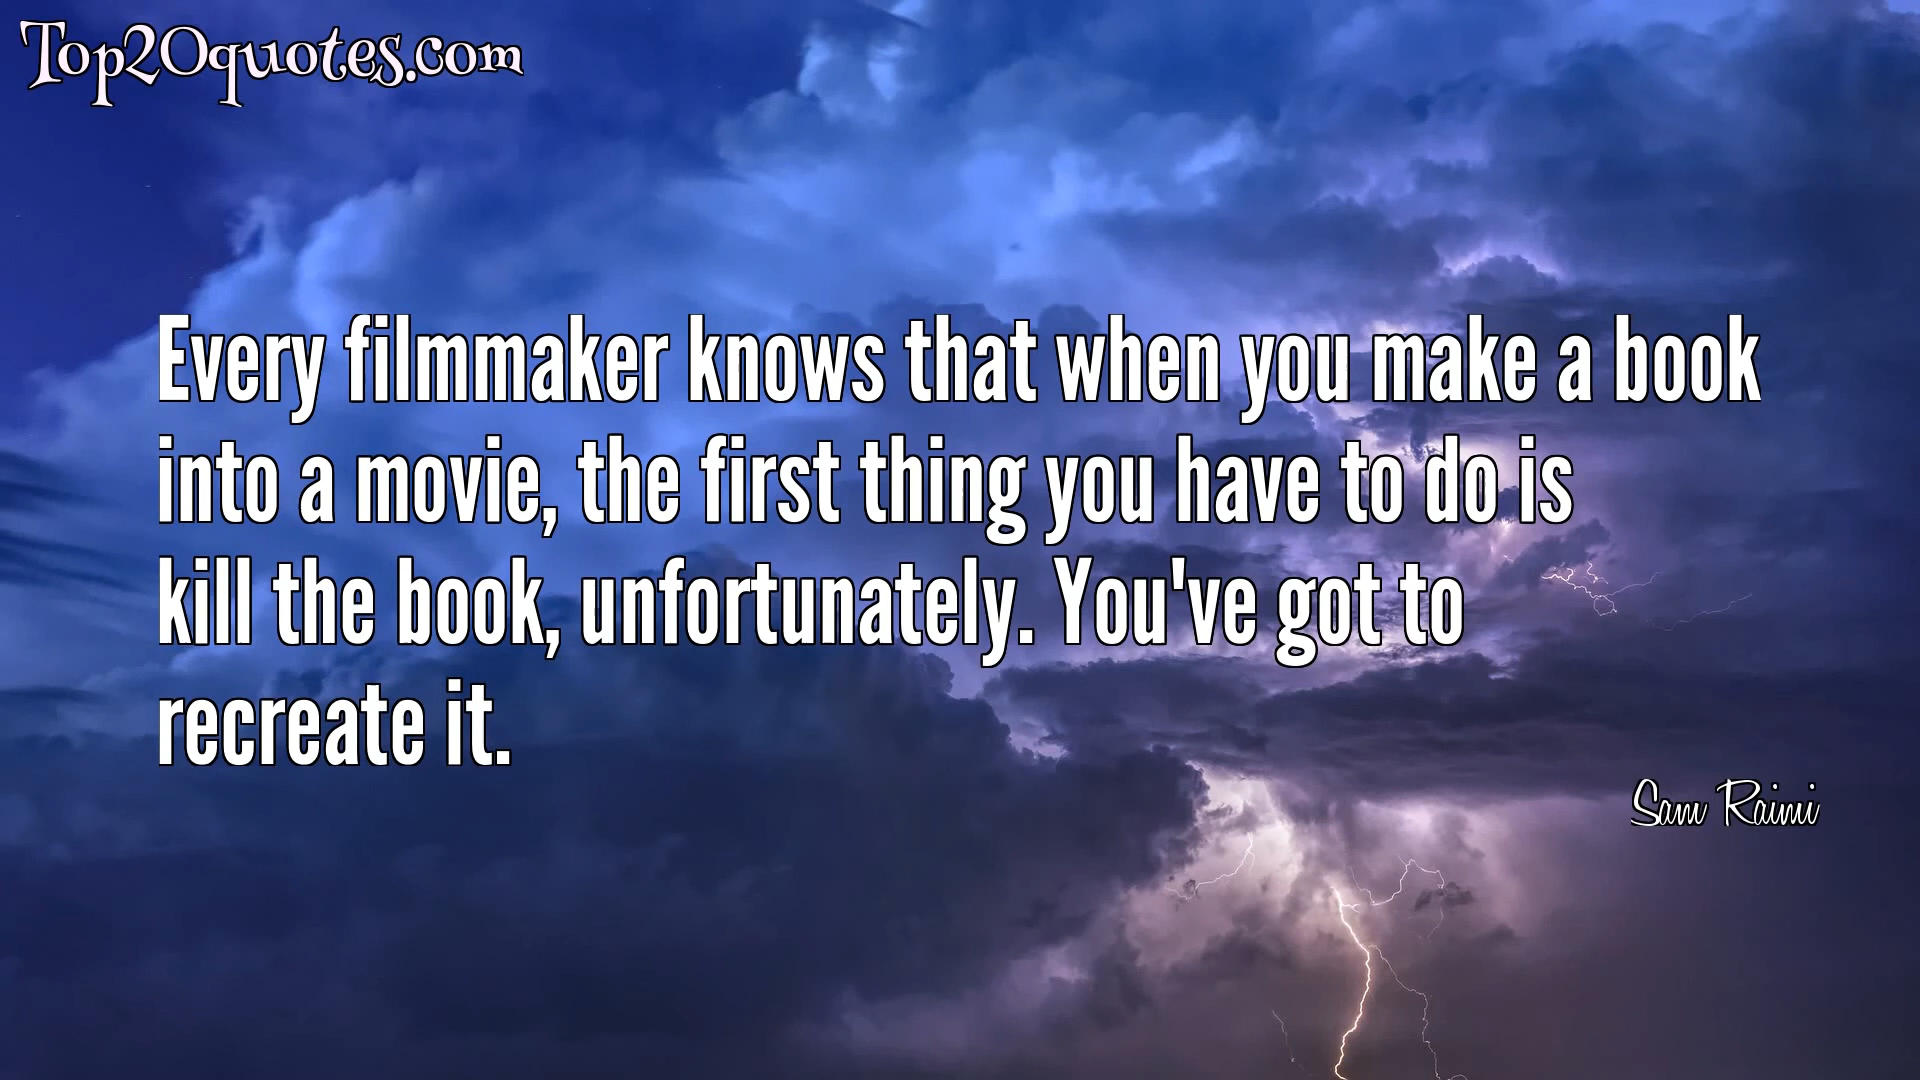 Top20quotes.com
Every filmmaker knows that when you make a book
into a movie, the first thing you have to do is
kill the book, unfortunately. You've got to
recreate it.
Sam Raimi